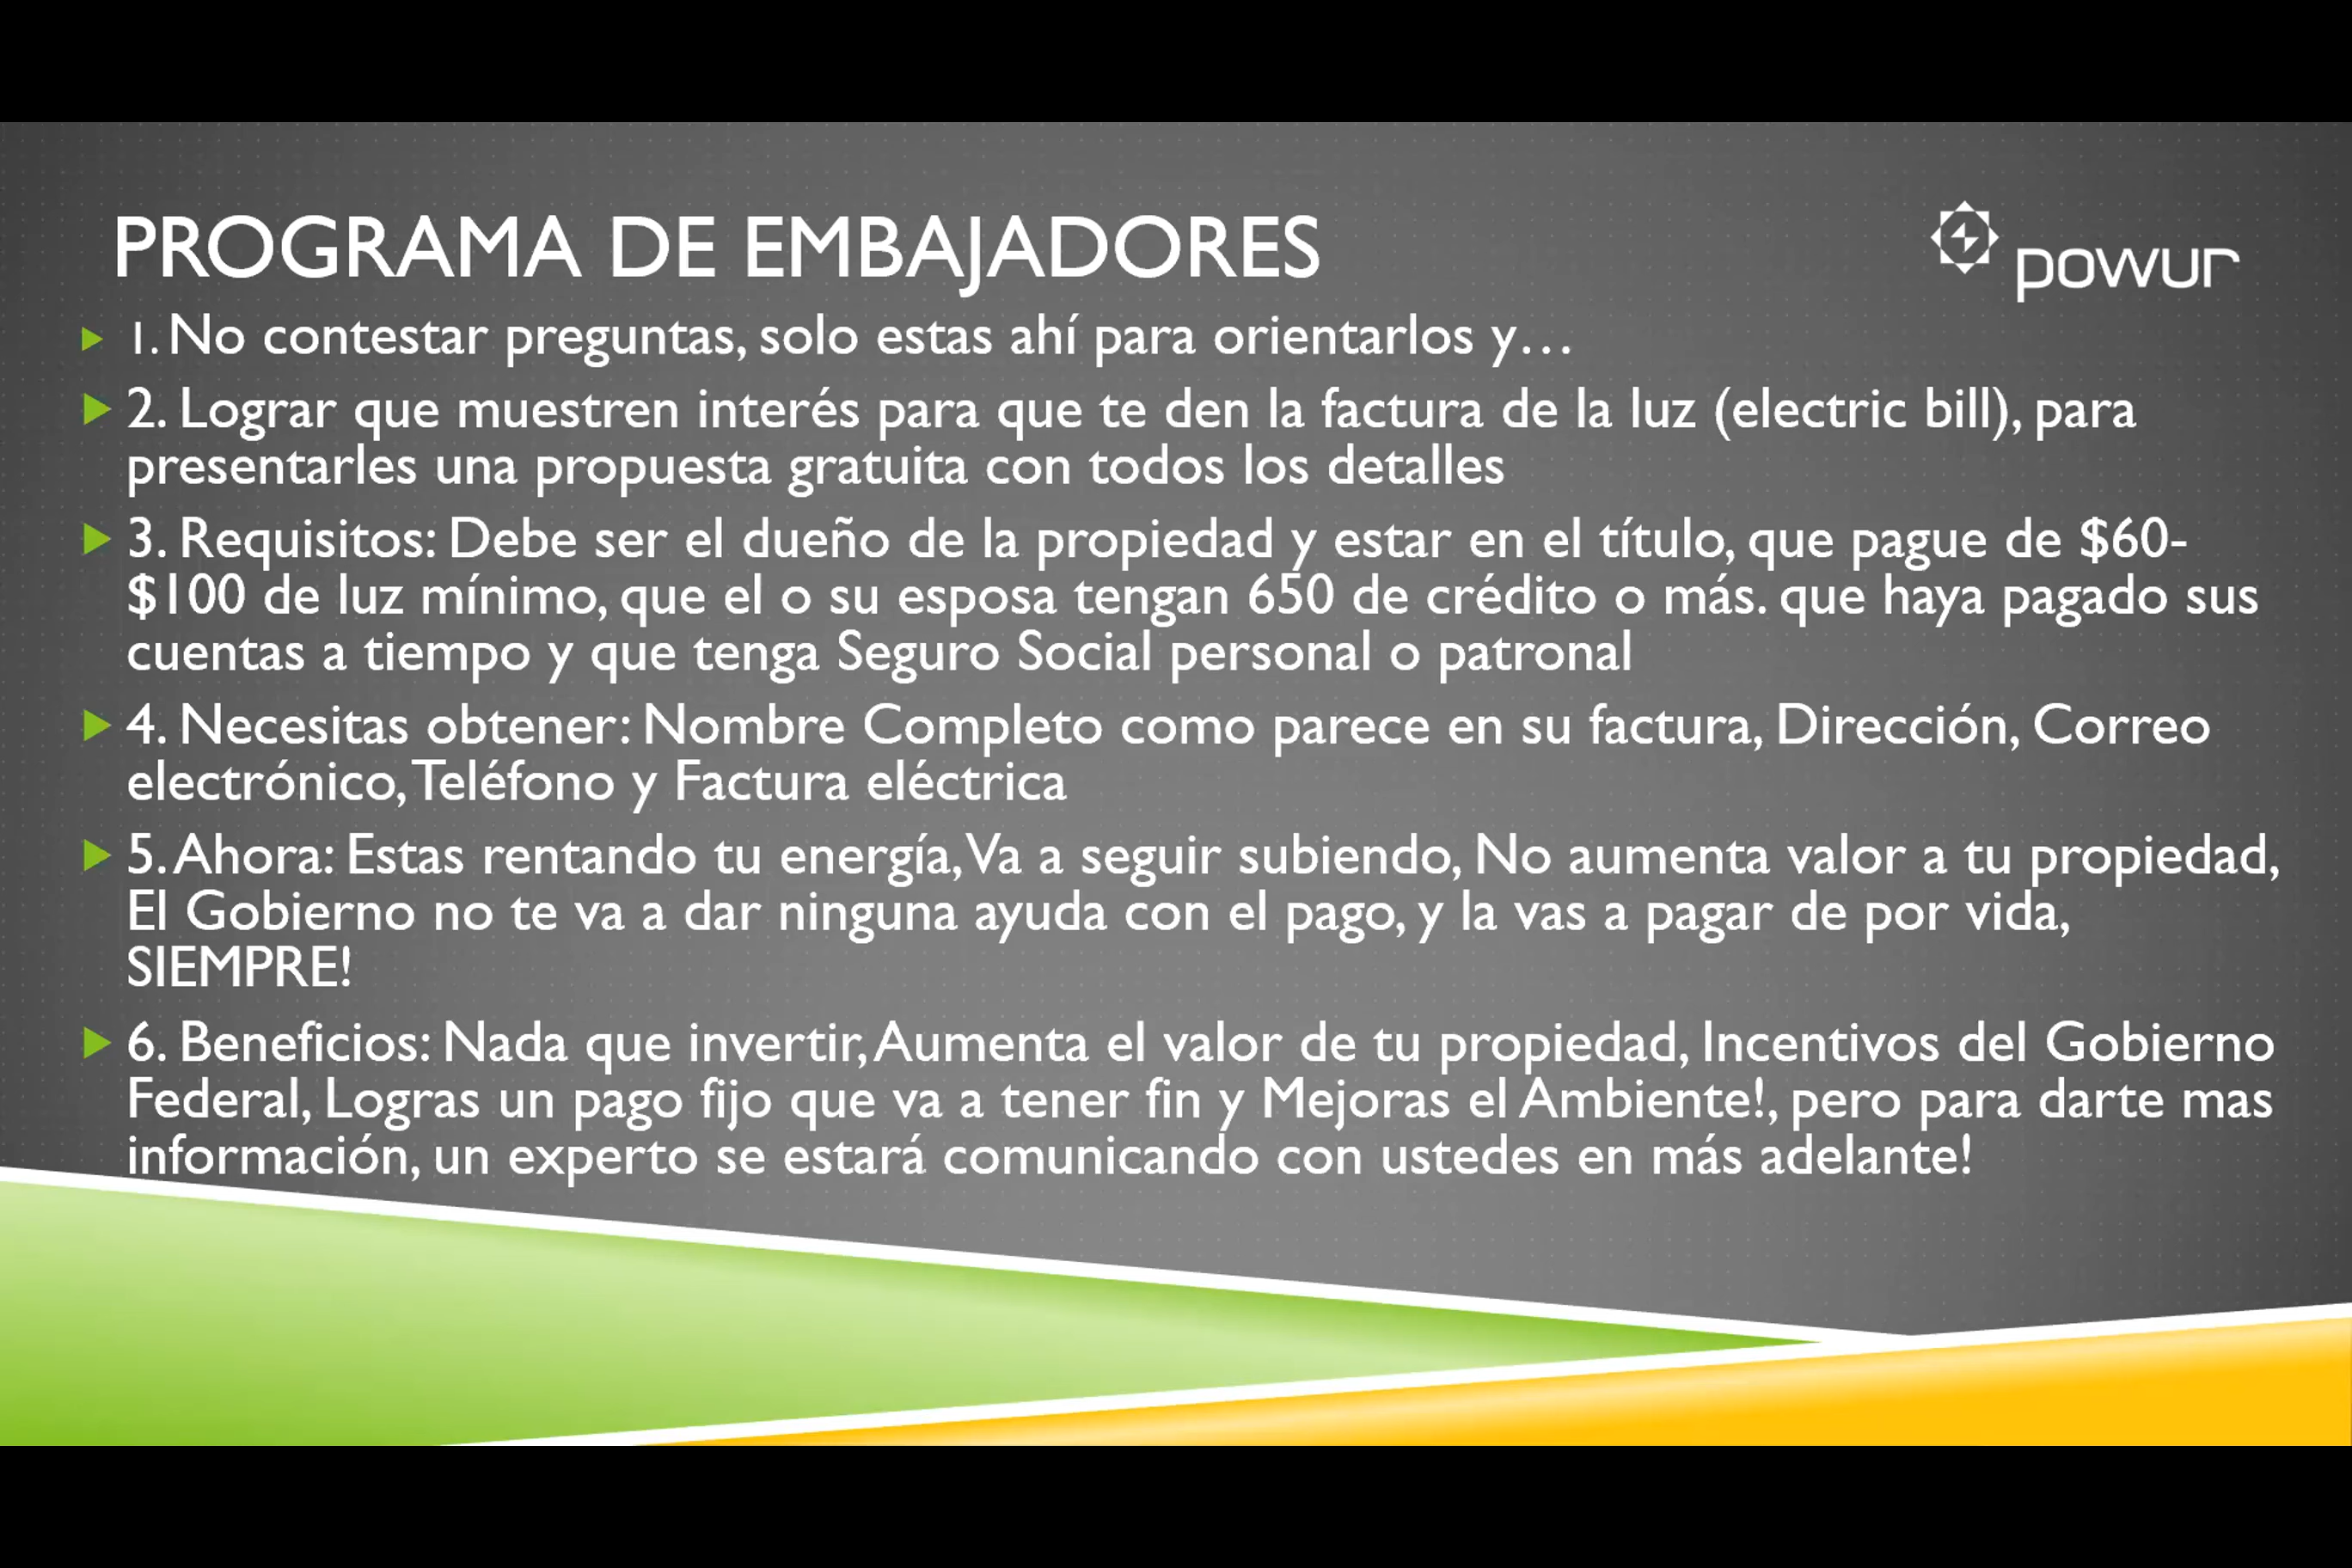 PROGRAMA DE EMBAJADORES
powur
1. No contestar preguntas, solo estas ahí para orientarlos y…
2. Lograr que muestren interés para que te den la factura de la luz (electric bill), para
presentarles una propuesta gratuita con todos los detalles
3. Requisitos: Debe ser el dueño de la propiedad y estar en el título, que pague de $60-
$100 de luz mínimo, que el o su esposa tengan 650 de crédito o más. que haya pagado sus
cuentas a tiempo y que tenga Seguro Social personal o patronal
4. Necesitas obtener: Nombre Completo como parece en su factura, Dirección, Correo
electrónico, Teléfono y Factura eléctrica
5. Ahora: Estas rentando tu energía, Va a seguir subiendo, No aumenta valor a tu propiedad,
El Gobierno no te va a dar ninguna ayuda con el pago, y la vas a pagar de por vida,
SIEMPRE!
6. Beneficios: Nada que invertir, Aumenta el valor de tu propiedad, Incentivos del Gobierno
Federal, Logras un pago fijo que va a tener fin y Mejoras el Ambiente!, pero para darte mas
información, un experto se estará comunicando con ustedes en más adelante!